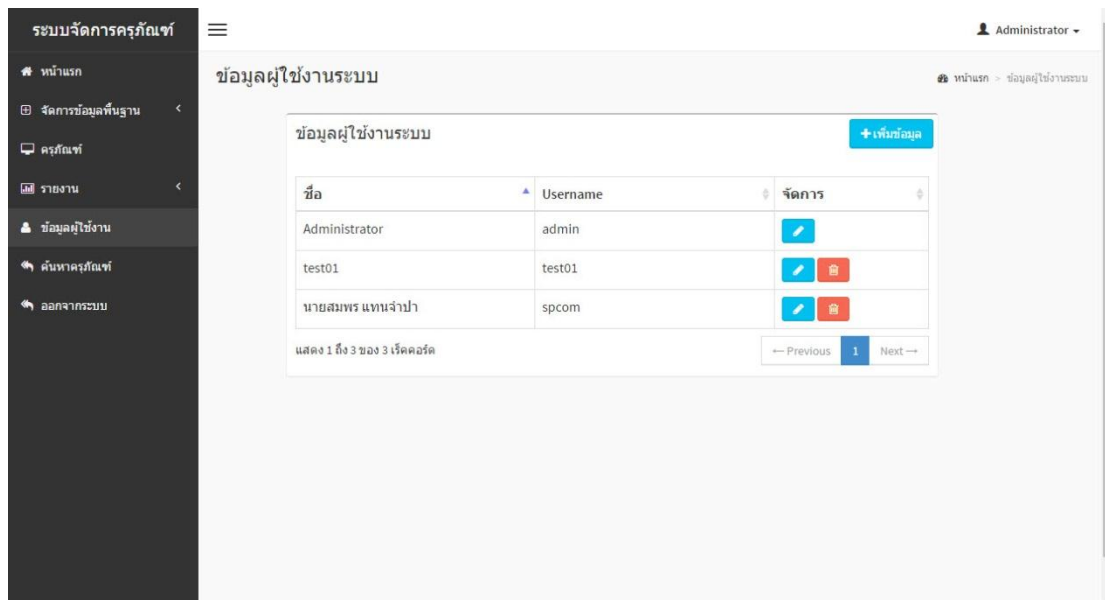 ระบบจัดการครุภัณฑ์
Administrator
หน้าแรก
จัดการข้อมูลพื้นฐาน
ครุภัณฑ์
รายงาน
ข้อมูลผู้ใช้งาน
ค้นหาครุภัณฑ์
ออกจากระบบ
ข้อมูลผู้ใช้งานระบบ
หน้าแรก > ข้อมูลผู้ใช้งานระบบ
ข้อมูลผู้ใช้งานระบบ
+เพิ่มข้อมูล
ชื่อ Username จัดการ
Administrator admin
test01 test01
นายสมพร แทนจำปา spcom
แสดง 1 ถึง 3 ของ 3 เร็คคอร์ด
← Previous 1 Next →